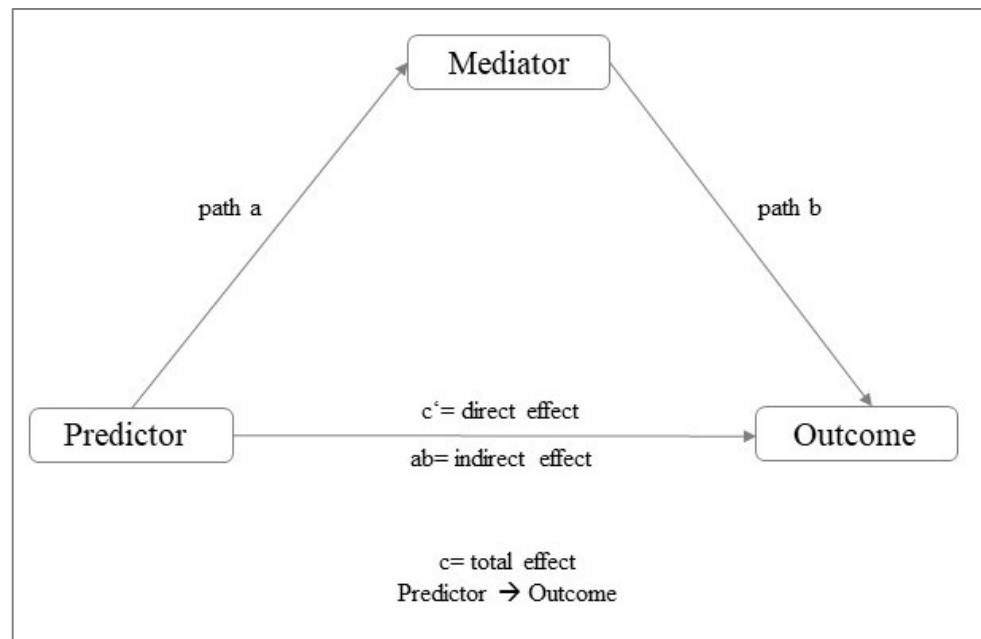 Mediator
path a
path b
c‘= direct effect
Predictor
Outcome
ab= indirect effect
c= total effect
Predictor → Outcome